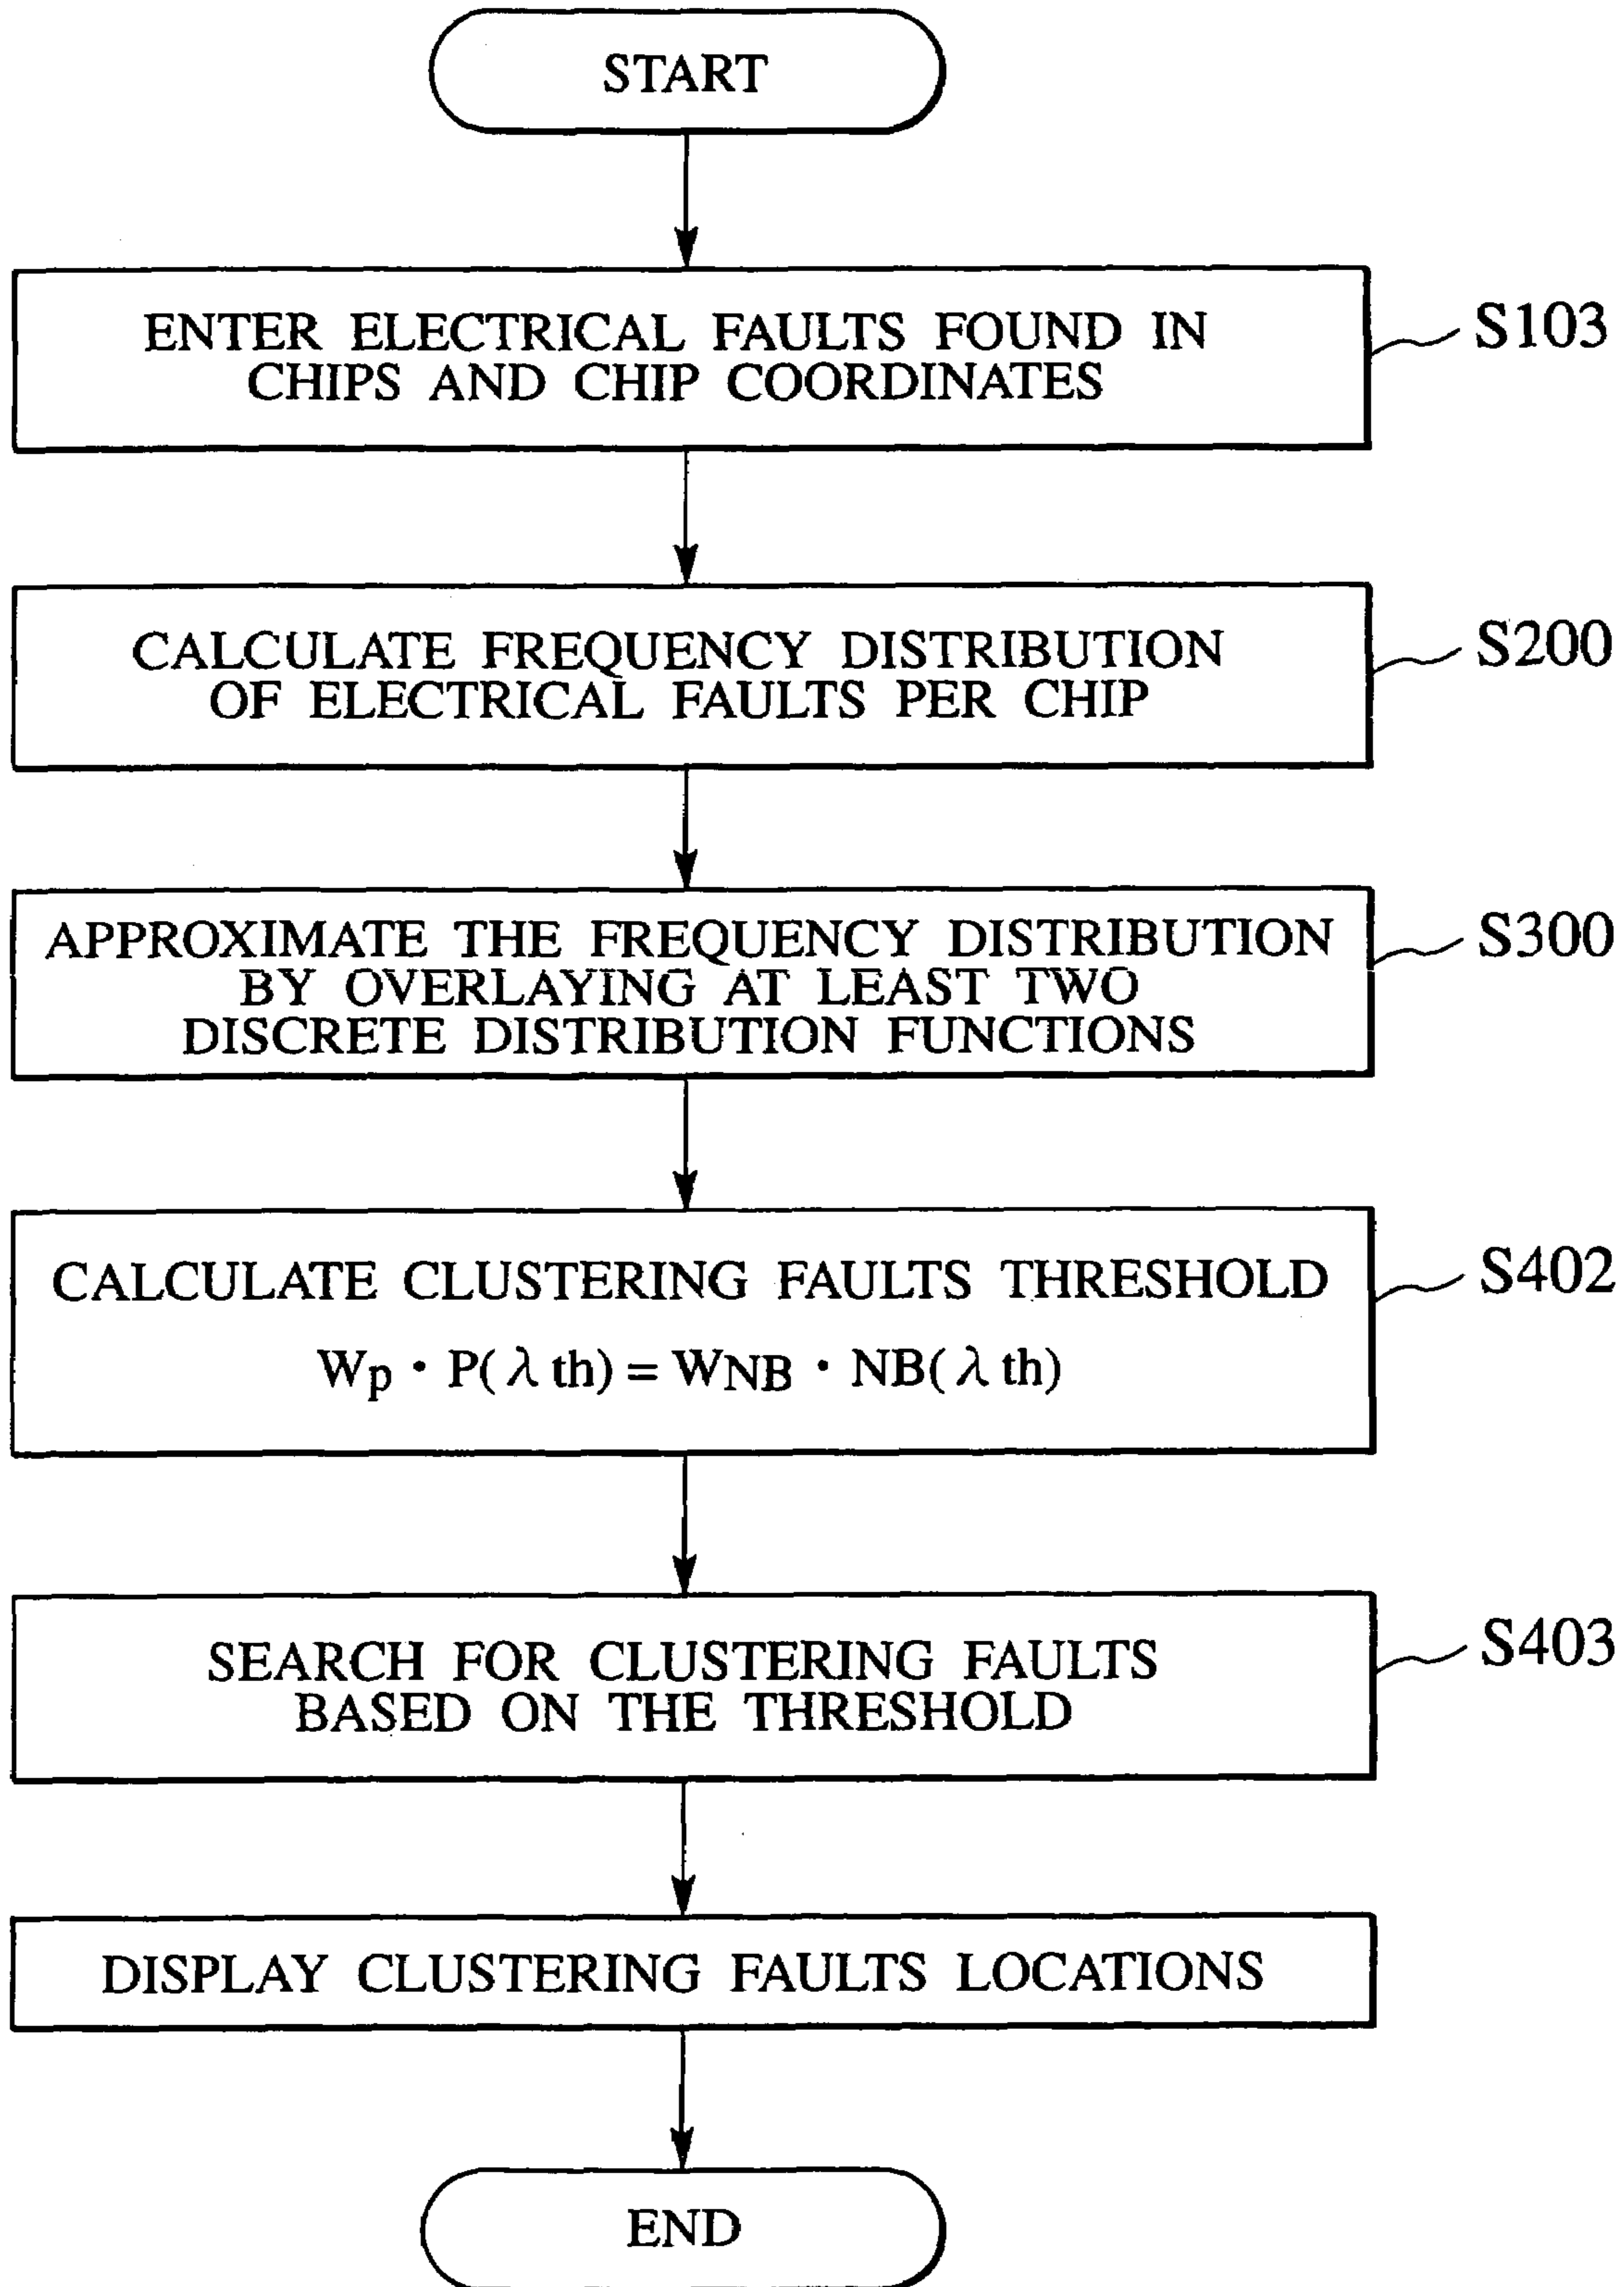 START
ENTER ELECTRICAL FAULTS FOUND IN
CHIPS AND CHIP COORDINATES
S103
CALCULATE FREQUENCY DISTRIBUTION
OF ELECTRICAL FAULTS PER CHIP
S200
APPROXIMATE THE FREQUENCY DISTRIBUTION
BY OVERLAYING AT LEAST TWO
DISCRETE DISTRIBUTION FUNCTIONS
S300
CALCULATE CLUSTERING FAULTS THRESHOLD
Wp · P(λth) = WNB · NB(λth)
S402
SEARCH FOR CLUSTERING FAULTS
BASED ON THE THRESHOLD
S403
DISPLAY CLUSTERING FAULTS LOCATIONS
END